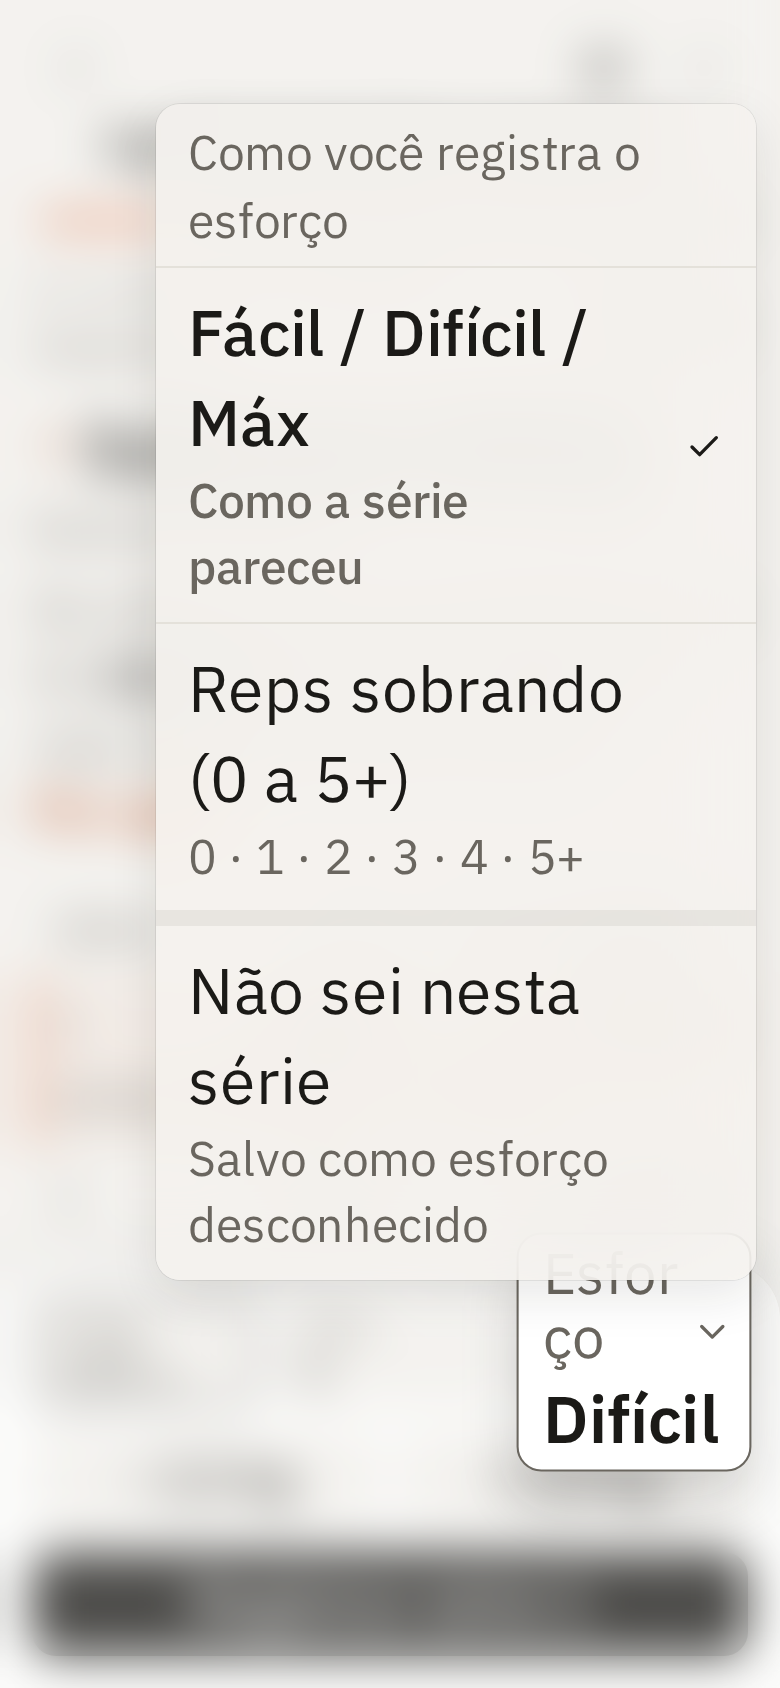 Como você registra o
esforço
Fácil / Difícil /
Máx
Como a série
pareceu
Reps sobrando
(0 a 5+)
0 · 1 · 2 · 3 · 4 · 5+
Não sei nesta
série
Salvo como esforço
desconhecido
Esfor
ço
Difícil